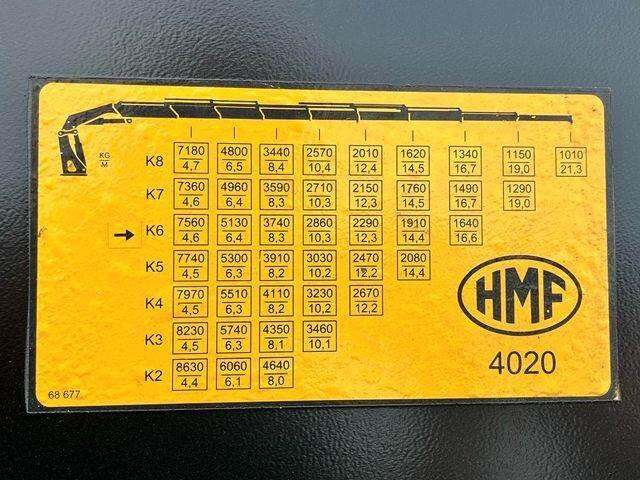 KG
M
K8 7180 4800 3440 2570 2010 1620 1340 1150 1010
4,7 6,5 8,4 10,4 12,4 14,5 16,7 19,0 21,3
K7 7360 4960 3590 2710 2150 1760 1490 1290
4,6 6,4 8,3 10,3 12,3 14,5 16,7 19,0
K6 7560 5130 3740 2860 2290 1910 1640
4,6 6,4 8,3 10,3 12,3 14,4 16,6
K5 7740 5300 3910 3030 2470 2080
4,5 6,3 8,2 10,2 12,2 14,4
K4 7970 5510 4110 3230 2670
4,5 6,3 8,2 10,2 12,2
K3 8230 5740 4350 3460
4,5 6,3 8,1 10,1
K2 8630 6060 4640
4,4 6,1 8,0
HMF
4020
68 677